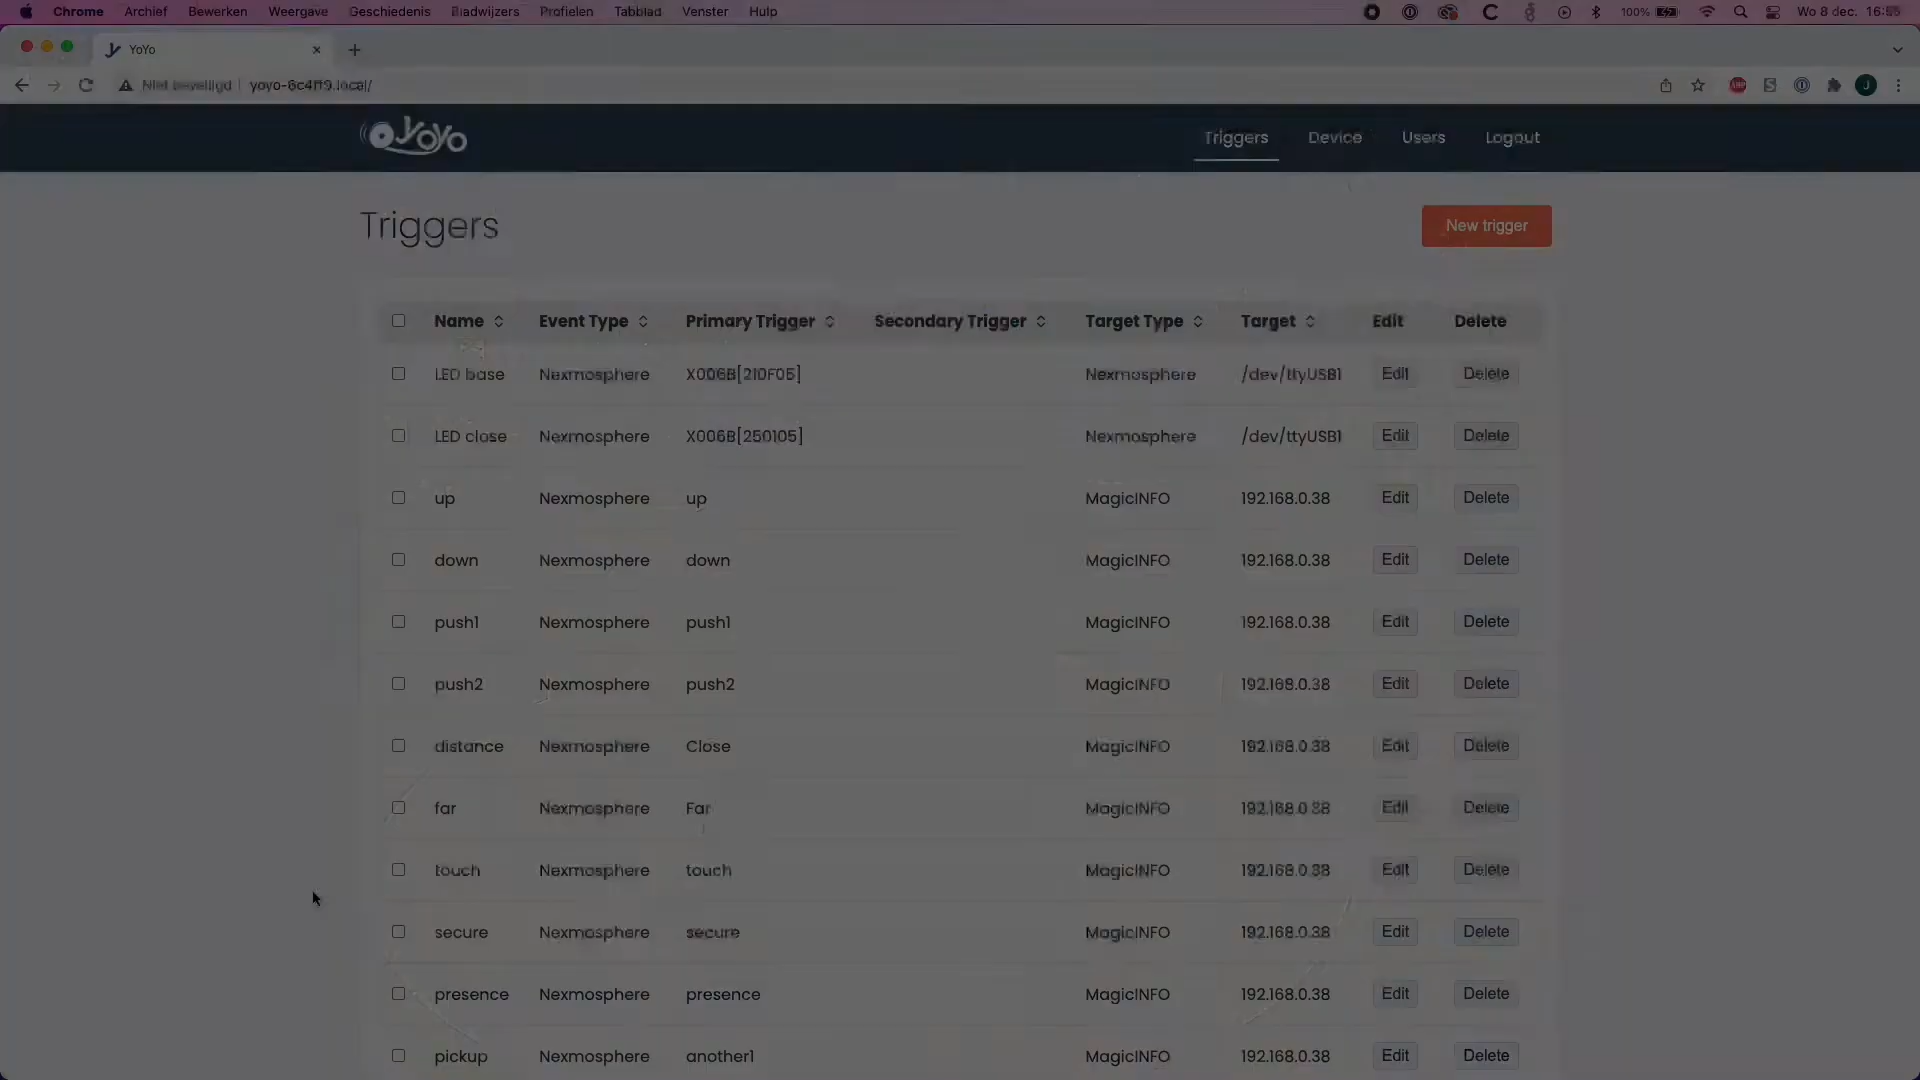 Chrome Archief Bewerken Weergave Geschiedenis Bladwijzers Profielen Tabblad Venster Hulp 100% Wo 8 dec.
YoYo
Niet beveiligd yoyo-6c4ff9.local/
YoYo Triggers Device Users Logout
Triggers New trigger
Name Event Type Primary Trigger Secondary Trigger Target Type Target Edit Delete
LED base Nexmosphere X006B[210F05] Nexmosphere /dev/ttyUSB1 Edit Delete
LED close Nexmosphere X006B[250105] Nexmosphere /dev/ttyUSB1 Edit Delete
up Nexmosphere up MagicINFO 192.168.0.38 Edit Delete
down Nexmosphere down MagicINFO 192.168.0.38 Edit Delete
push1 Nexmosphere push1 MagicINFO 192.168.0.38 Edit Delete
push2 Nexmosphere push2 MagicINFO 192.168.0.38 Edit Delete
distance Nexmosphere Close MagicINFO 192.168.0.38 Edit Delete
far Nexmosphere Far MagicINFO 192.168.0.38 Edit Delete
touch Nexmosphere touch MagicINFO 192.168.0.38 Edit Delete
secure Nexmosphere secure MagicINFO 192.168.0.38 Edit Delete
presence Nexmosphere presence MagicINFO 192.168.0.38 Edit Delete
pickup Nexmosphere another1 MagicINFO 192.168.0.38 Edit Delete